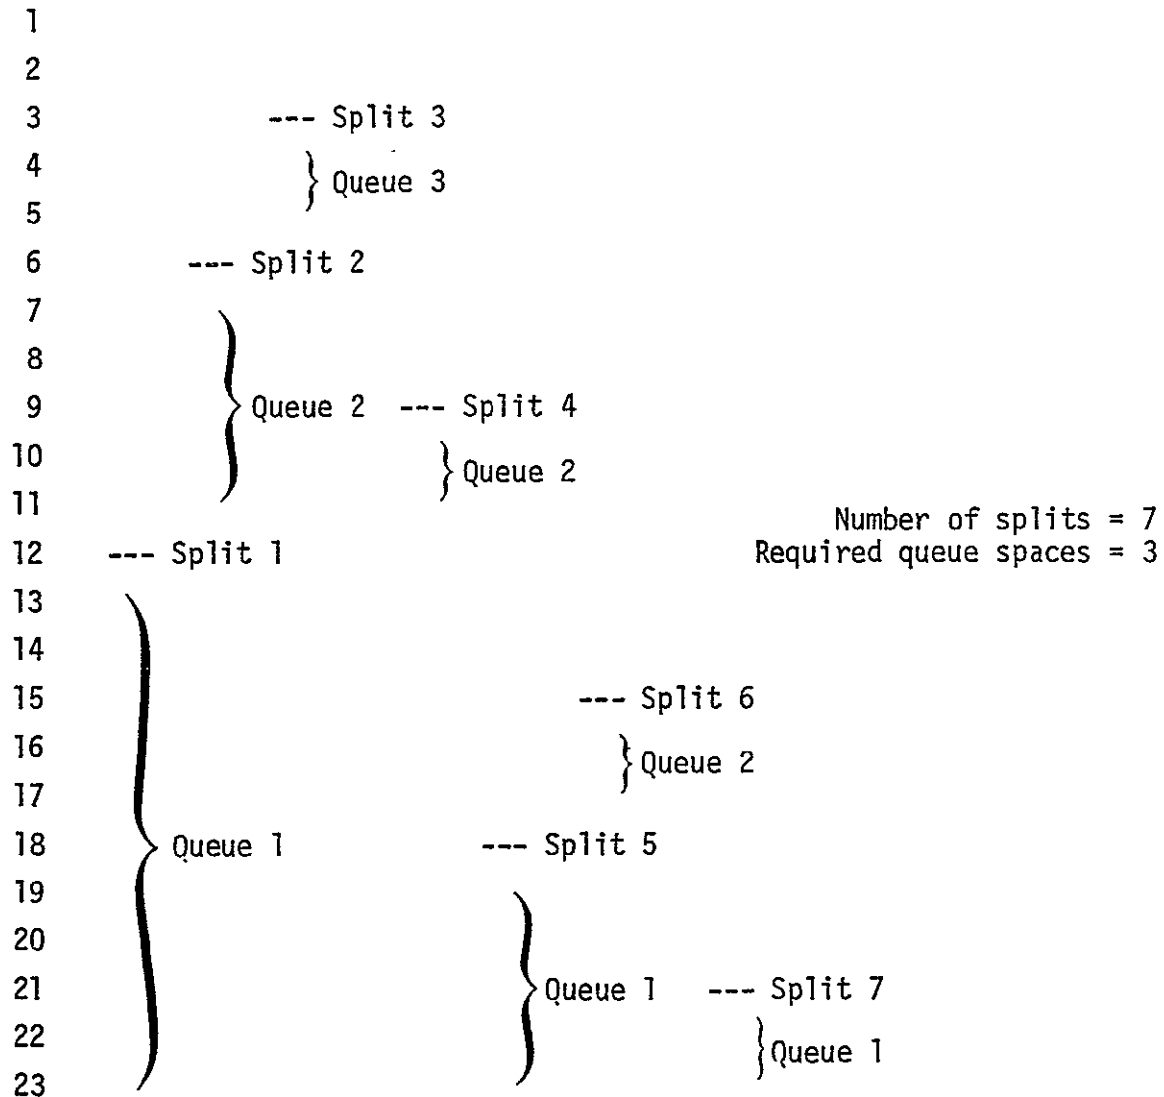 1
2
3 --- Split 3
4
Queue 3
5
6 --- Split 2
7
8
9 Queue 2 --- Split 4
10
Queue 2
11
Number of splits = 7
12 --- Split 1 Required queue spaces = 3
13
14
15 --- Split 6
16
Queue 2
17
18 Queue 1 --- Split 5
19
20
21 Queue 1 --- Split 7
22
Queue 1
23